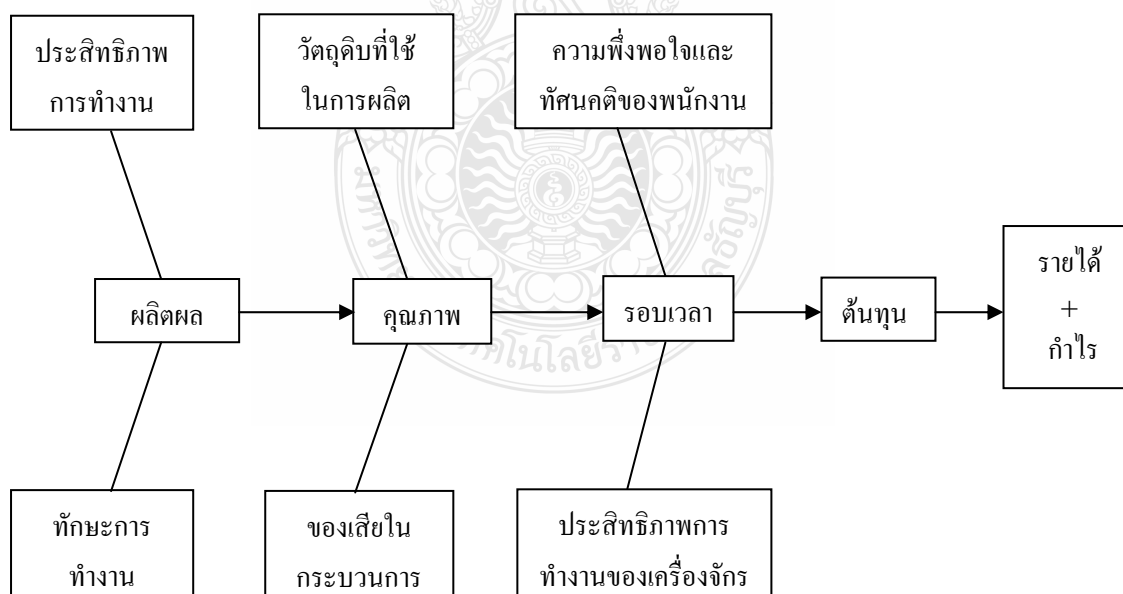 ประสิทธิภาพ
การทำงาน
วัตถุดิบที่ใช้
ในการผลิต
ความพึ่งพอใจและ
ทัศนคติของพนักงาน
ผลิตผล
คุณภาพ
รอบเวลา
ต้นทุน
รายได้
+
กำไร
ทักษะการ
ทำงาน
ของเสียใน
กระบวนการ
ประสิทธิภาพการ
ทำงานของเครื่องจักร